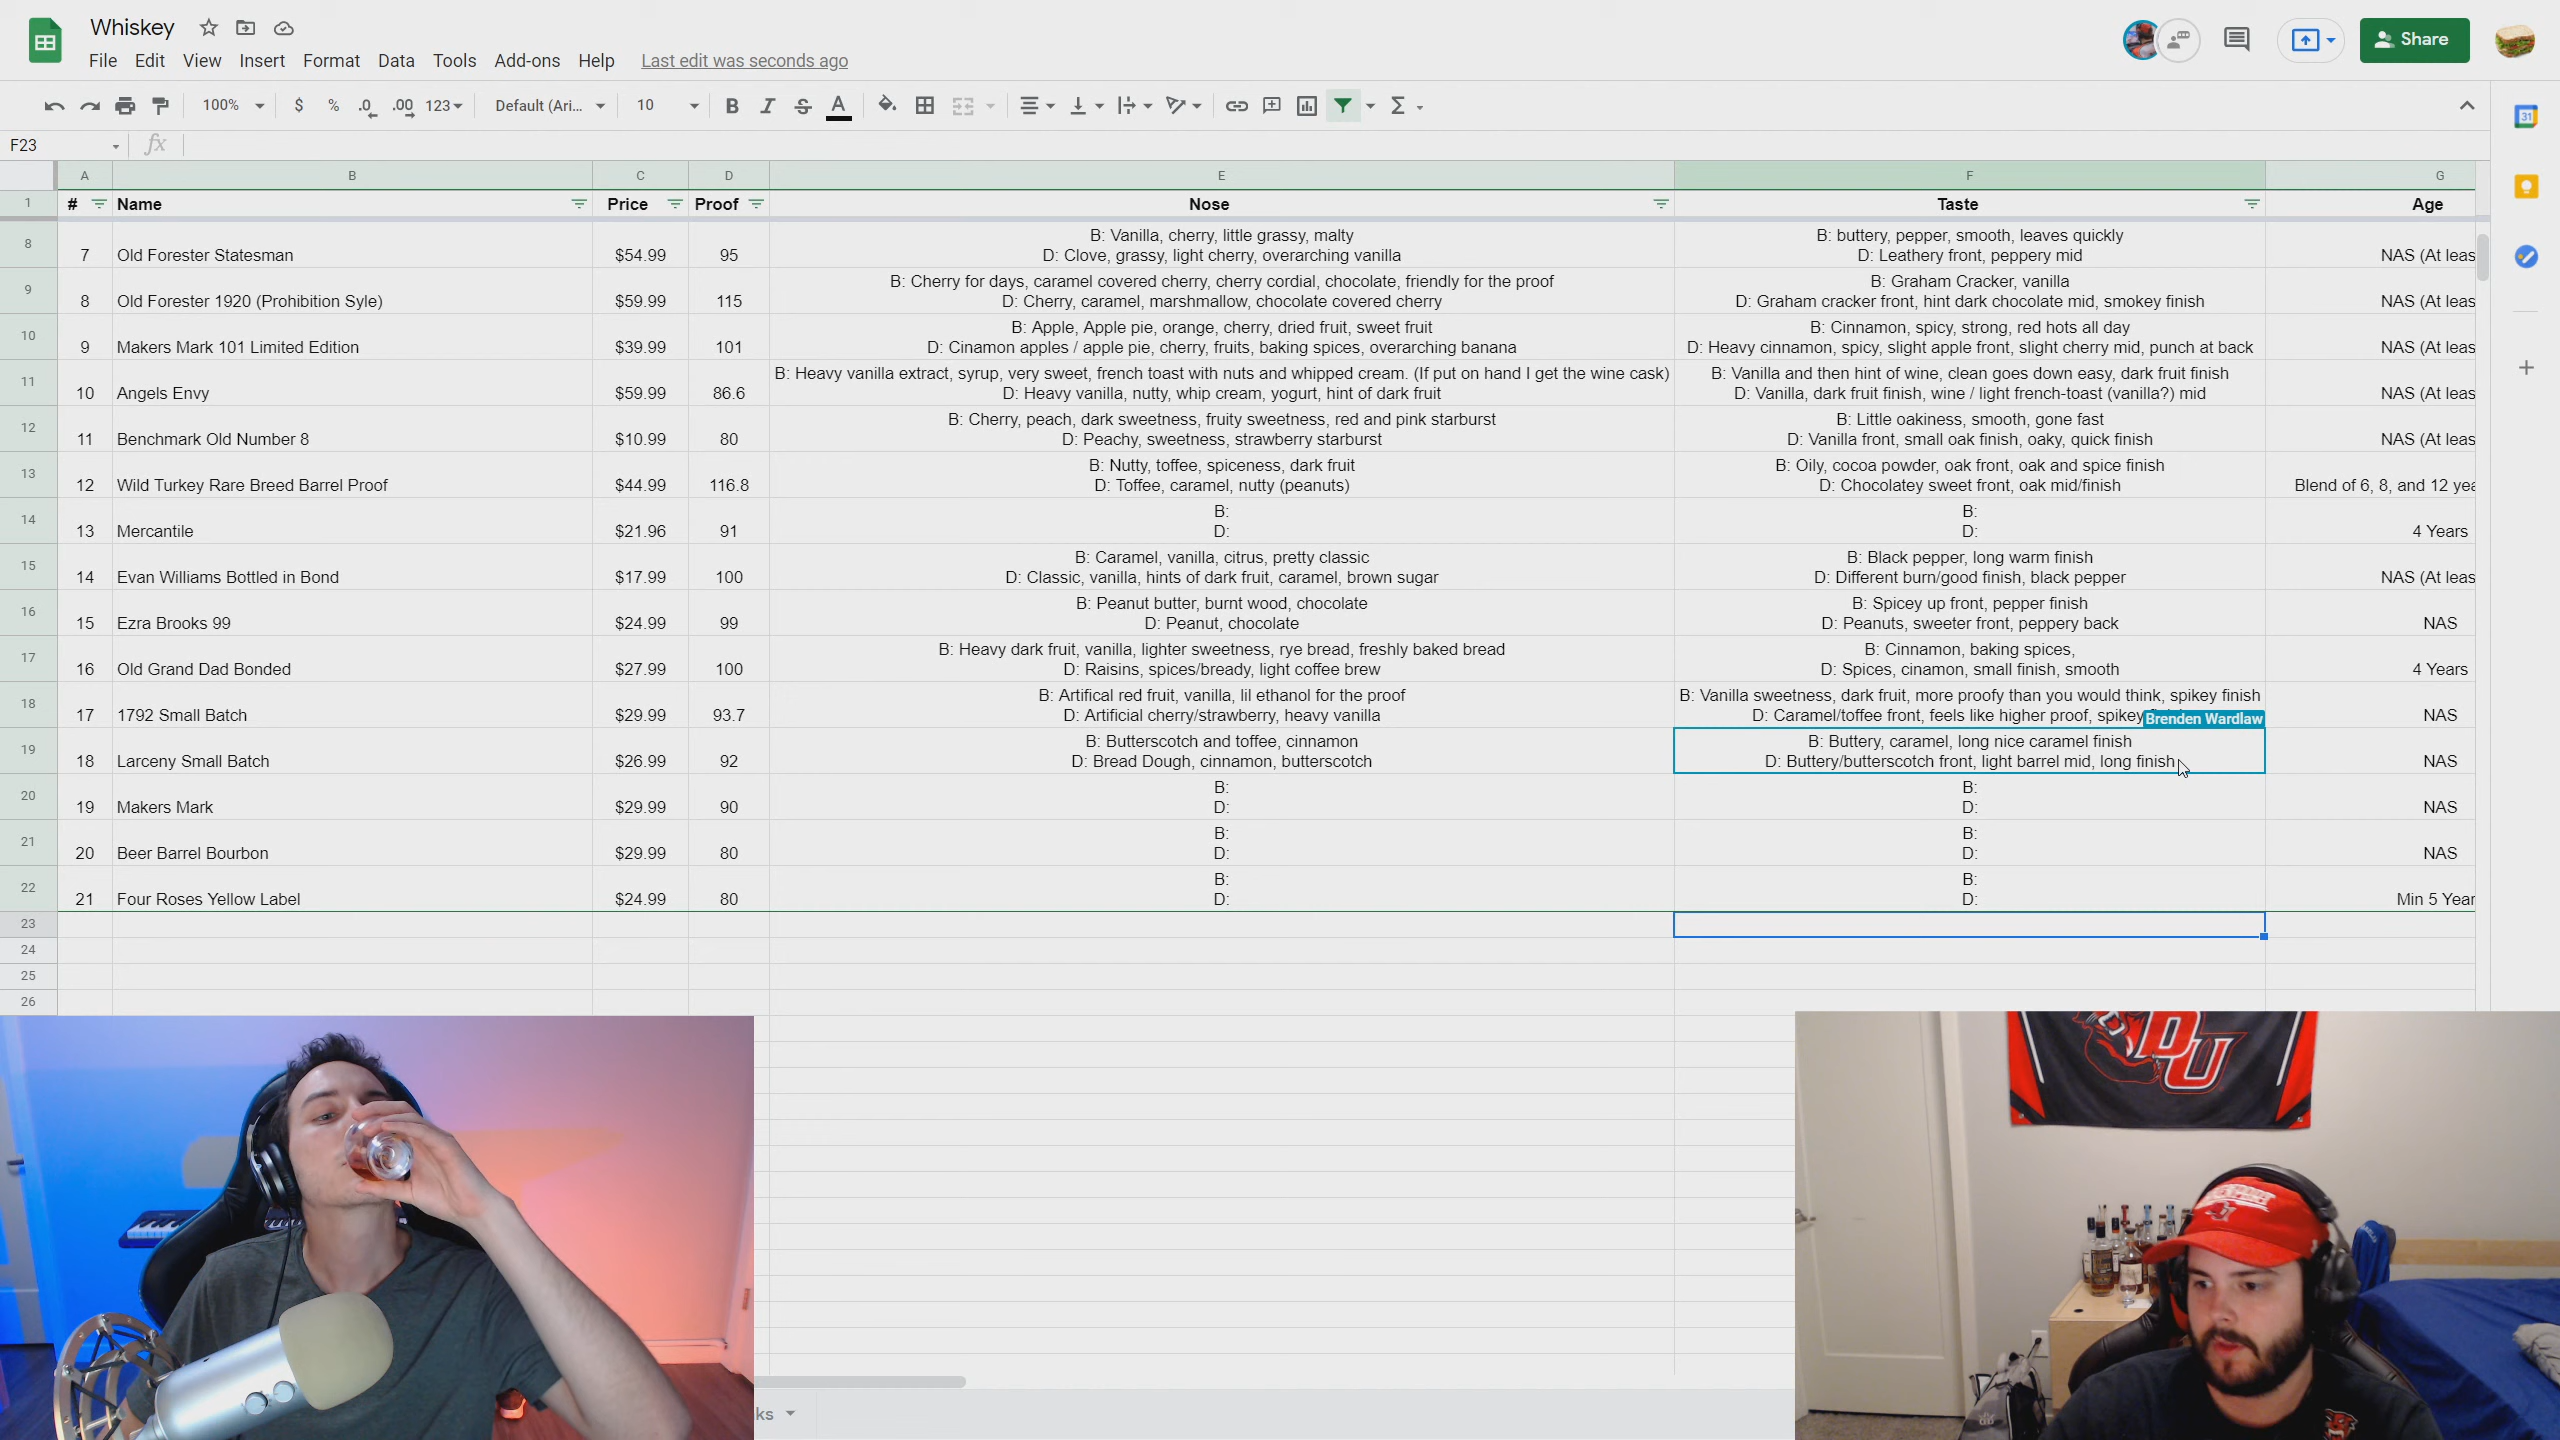 Whiskey
File Edit View Insert Format Data Tools Add-ons Help Last edit was seconds ago
Share
100% $ % .0 .00 123 Default (Ari... 10 B I S A Σ
31
F23 fx
A B C D E F G
1 # Name Price Proof Nose Taste Age
8 7 Old Forester Statesman $54.99 95
B: Vanilla, cherry, little grassy, malty
D: Clove, grassy, light cherry, overarching vanilla
B: buttery, pepper, smooth, leaves quickly
D: Leathery front, peppery mid
NAS (At leas
9 8 Old Forester 1920 (Prohibition Syle) $59.99 115
B: Cherry for days, caramel covered cherry, cherry cordial, chocolate, friendly for the proof
D: Cherry, caramel, marshmallow, chocolate covered cherry
B: Graham Cracker, vanilla
D: Graham cracker front, hint dark chocolate mid, smokey finish
NAS (At leas
10 9 Makers Mark 101 Limited Edition $39.99 101
B: Apple, Apple pie, orange, cherry, dried fruit, sweet fruit
D: Cinamon apples / apple pie, cherry, fruits, baking spices, overarching banana
B: Cinnamon, spicy, strong, red hots all day
D: Heavy cinnamon, spicy, slight apple front, slight cherry mid, punch at back
NAS (At leas
11 10 Angels Envy $59.99 86.6
B: Heavy vanilla extract, syrup, very sweet, french toast with nuts and whipped cream. (If put on hand I get the wine cask)
D: Heavy vanilla, nutty, whip cream, yogurt, hint of dark fruit
B: Vanilla and then hint of wine, clean goes down easy, dark fruit finish
D: Vanilla, dark fruit finish, wine / light french-toast (vanilla?) mid
NAS (At leas
12 11 Benchmark Old Number 8 $10.99 80
B: Cherry, peach, dark sweetness, fruity sweetness, red and pink starburst
D: Peachy, sweetness, strawberry starburst
B: Little oakiness, smooth, gone fast
D: Vanilla front, small oak finish, oaky, quick finish
NAS (At leas
13 12 Wild Turkey Rare Breed Barrel Proof $44.99 116.8
B: Nutty, toffee, spiceness, dark fruit
D: Toffee, caramel, nutty (peanuts)
B: Oily, cocoa powder, oak front, oak and spice finish
D: Chocolatey sweet front, oak mid/finish
Blend of 6, 8, and 12 yea
14 13 Mercantile $21.96 91
B:
D:
B:
D:
4 Years
15 14 Evan Williams Bottled in Bond $17.99 100
B: Caramel, vanilla, citrus, pretty classic
D: Classic, vanilla, hints of dark fruit, caramel, brown sugar
B: Black pepper, long warm finish
D: Different burn/good finish, black pepper
NAS (At leas
16 15 Ezra Brooks 99 $24.99 99
B: Peanut butter, burnt wood, chocolate
D: Peanut, chocolate
B: Spicey up front, pepper finish
D: Peanuts, sweeter front, peppery back
NAS
17 16 Old Grand Dad Bonded $27.99 100
B: Heavy dark fruit, vanilla, lighter sweetness, rye bread, freshly baked bread
D: Raisins, spices/bready, light coffee brew
B: Cinnamon, baking spices,
D: Spices, cinamon, small finish, smooth
4 Years
18 17 1792 Small Batch $29.99 93.7
B: Artifical red fruit, vanilla, lil ethanol for the proof
D: Artificial cherry/strawberry, heavy vanilla
B: Vanilla sweetness, dark fruit, more proofy than you would think, spikey finish
D: Caramel/toffee front, feels like higher proof, spikey
Brenden Wardlaw
NAS
19 18 Larceny Small Batch $26.99 92
B: Butterscotch and toffee, cinnamon
D: Bread Dough, cinnamon, butterscotch
B: Buttery, caramel, long nice caramel finish
D: Buttery/butterscotch front, light barrel mid, long finish
NAS
20 19 Makers Mark $29.99 90
B:
D:
B:
D:
NAS
21 20 Beer Barrel Bourbon $29.99 80
B:
D:
B:
D:
NAS
22 21 Four Roses Yellow Label $24.99 80
B:
D:
B:
D:
Min 5 Year
23
24
25
26
DU
ks